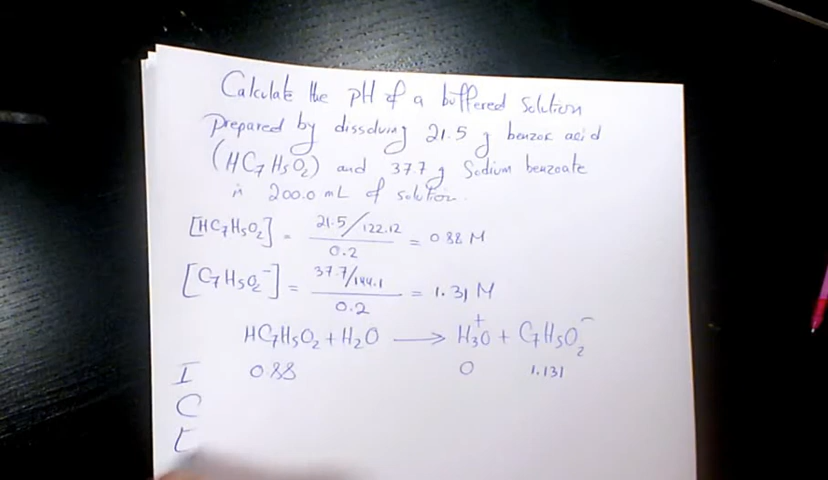 Calculate the pH of a buffered solution
Prepared by dissolving 21.5 g benzoic acid
(HC7H5O2) and 37.7 g Sodium benzoate
in 200.0 mL of solution.
[HC7H5O2] = 21.5/122.12 / 0.2 = 0.88 M
[C7H5O2⁻] = 37.7/144.1 / 0.2 = 1.31 M
HC7H5O2 + H2O → H3O⁺ + C7H5O2⁻
I 0.88 0 1.131
C
E